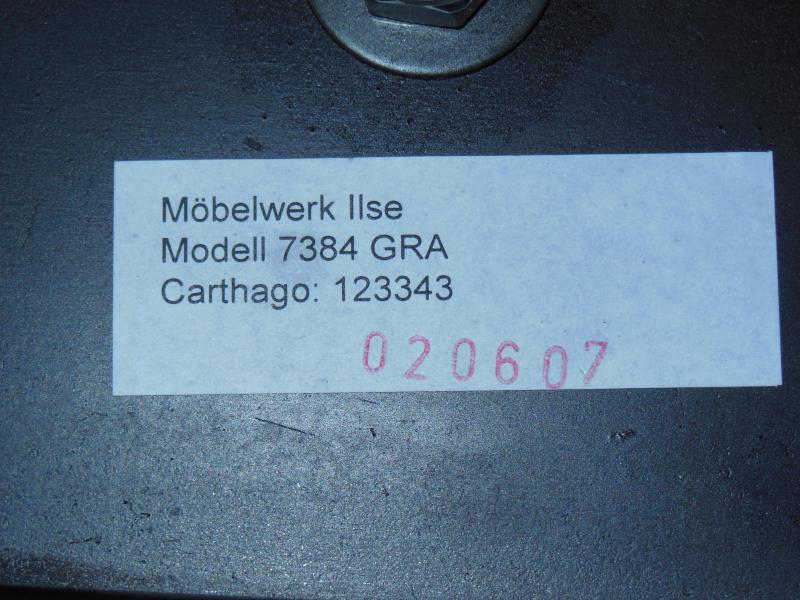 Möbelwerk Ilse
Modell 7384 GRA
Carthago: 123343
020607